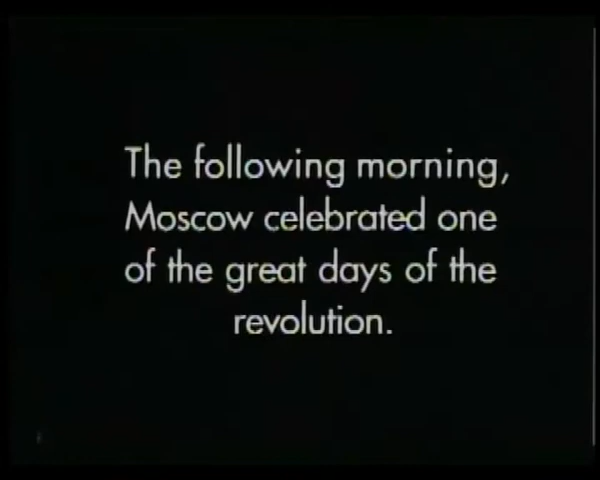 The following morning,
Moscow celebrated one
of the great days of the
revolution.